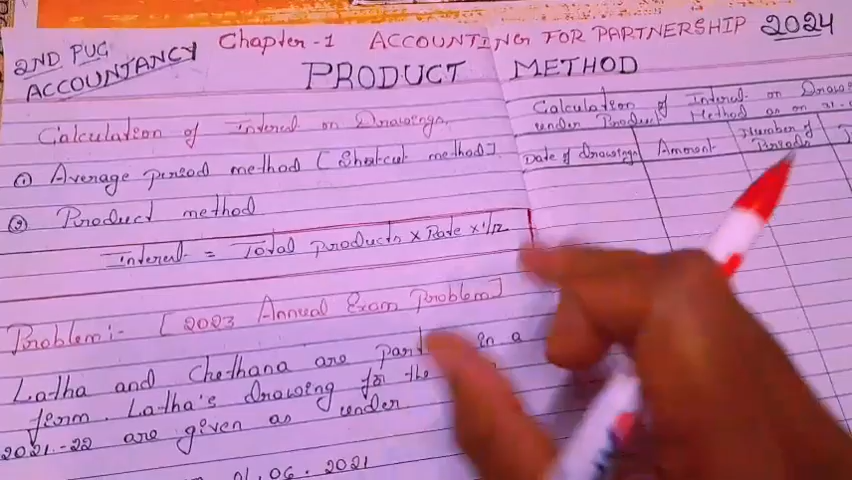 2ND PUC
ACCOUNTANCY
Chapter-1 ACCOUNTING FOR PARTNERSHIP 2024
PRODUCT METHOD
Calculation of Interest on Drawings
① Average period method [Shortcut method]
② Product method
Interest = Total products × Rate × 1/12
Problem:- [2023 Annual Exam Problem]
Latha and Chethana are in a
firm. Latha's drawing for the
2021-22 are given as under
01.06.2021
Calculation of Interest on
under Product Method as on
Date of drawings Amount Number of
Periods